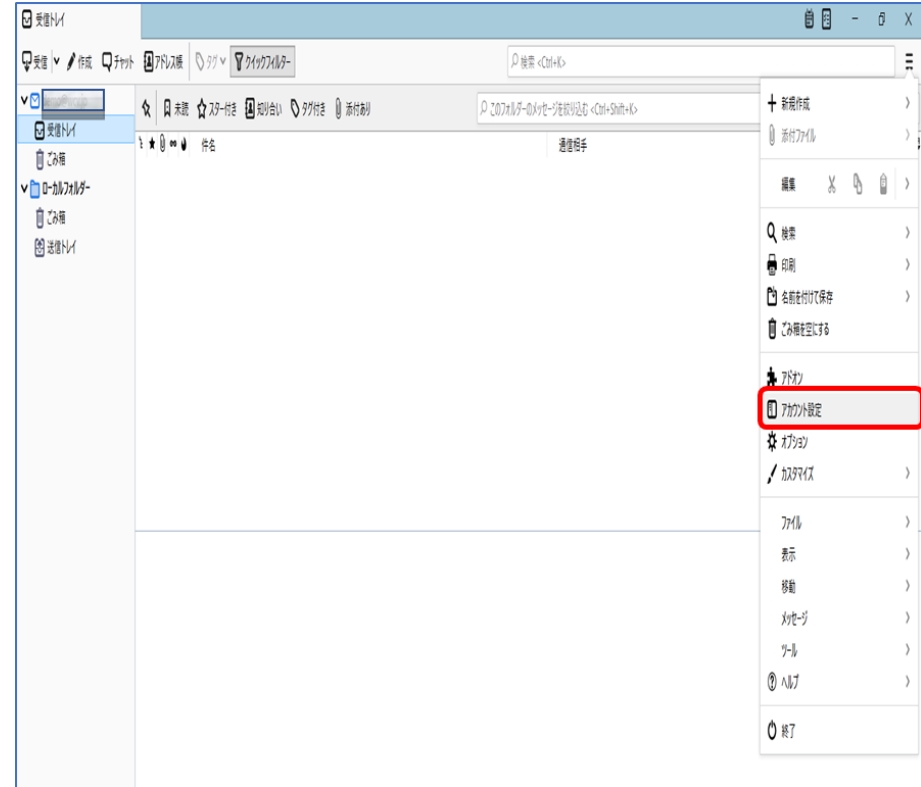 受信トレイ
受信 作成 チャット アドレス帳 タグ クイックフィルター 検索 <Ctrl+K>
未読 スター付き 知り合い タグ付き 添付あり このフォルダーのメッセージを絞り込む <Ctrl+Shift+K>
件名 通信相手
受信トレイ
ごみ箱
ローカルフォルダー
ごみ箱
送信トレイ
新規作成
添付ファイル
編集
検索
印刷
名前を付けて保存
ごみ箱を空にする
アドオン
アカウント設定
オプション
カスタマイズ
ファイル
表示
移動
メッセージ
ツール
ヘルプ
終了